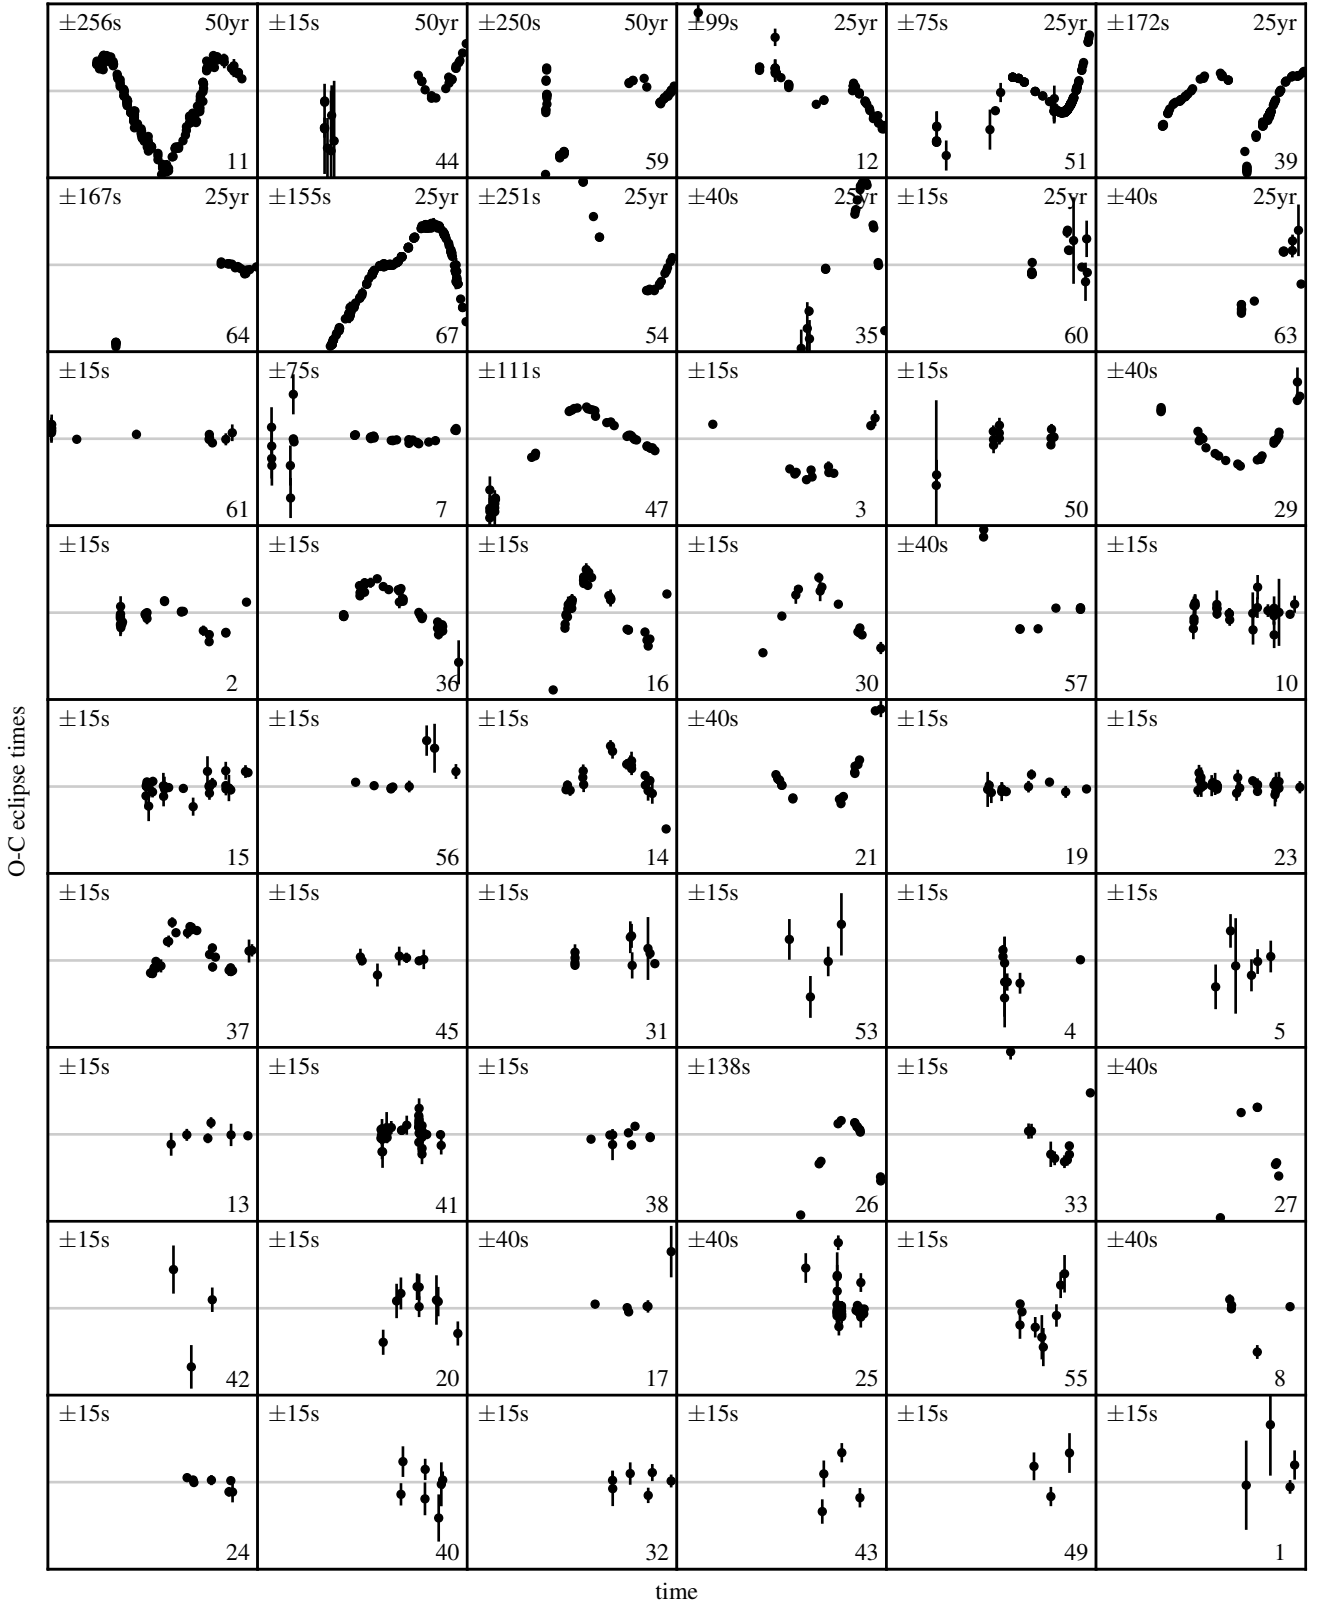 ±256s 50yr ±15s 50yr ±250s 50yr ±99s 25yr ±75s 25yr ±172s 25yr
11 44 59 12 51 39
±167s 25yr ±155s 25yr ±251s 25yr ±40s 25yr ±15s 25yr ±40s 25yr
64 67 54 35 60 63
±15s ±75s ±111s ±15s ±15s ±40s
61 7 47 3 50 29
±15s ±15s ±15s ±15s ±40s ±15s
2 36 16 30 57 10
±15s ±15s ±15s ±40s ±15s ±15s
15 56 14 21 19 23
±15s ±15s ±15s ±15s ±15s ±15s
37 45 31 53 4 5
±15s ±15s ±15s ±138s ±15s ±40s
13 41 38 26 33 27
±15s ±15s ±40s ±40s ±15s ±40s
42 20 17 25 55 8
±15s ±15s ±15s ±15s ±15s ±15s
24 40 32 43 49 1
O-C eclipse times
time